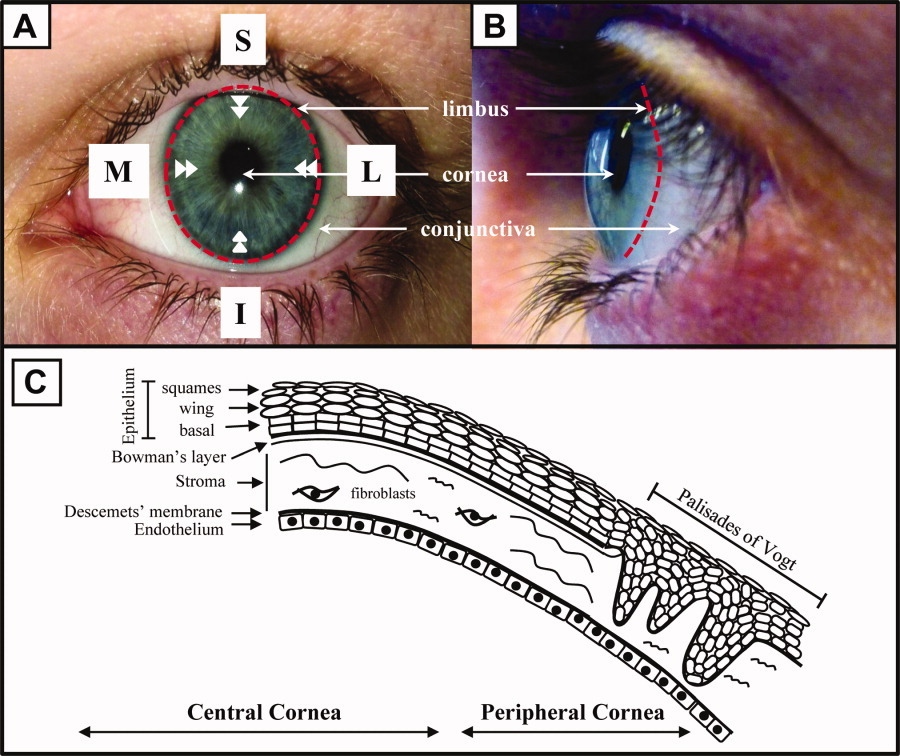 A
S
M
L
I
B
limbus
cornea
conjunctiva
C
Epithelium
squames
wing
basal
Bowman's layer
Stroma
fibroblasts
Descemets' membrane
Endothelium
Palisades of Vogt
Central Cornea
Peripheral Cornea